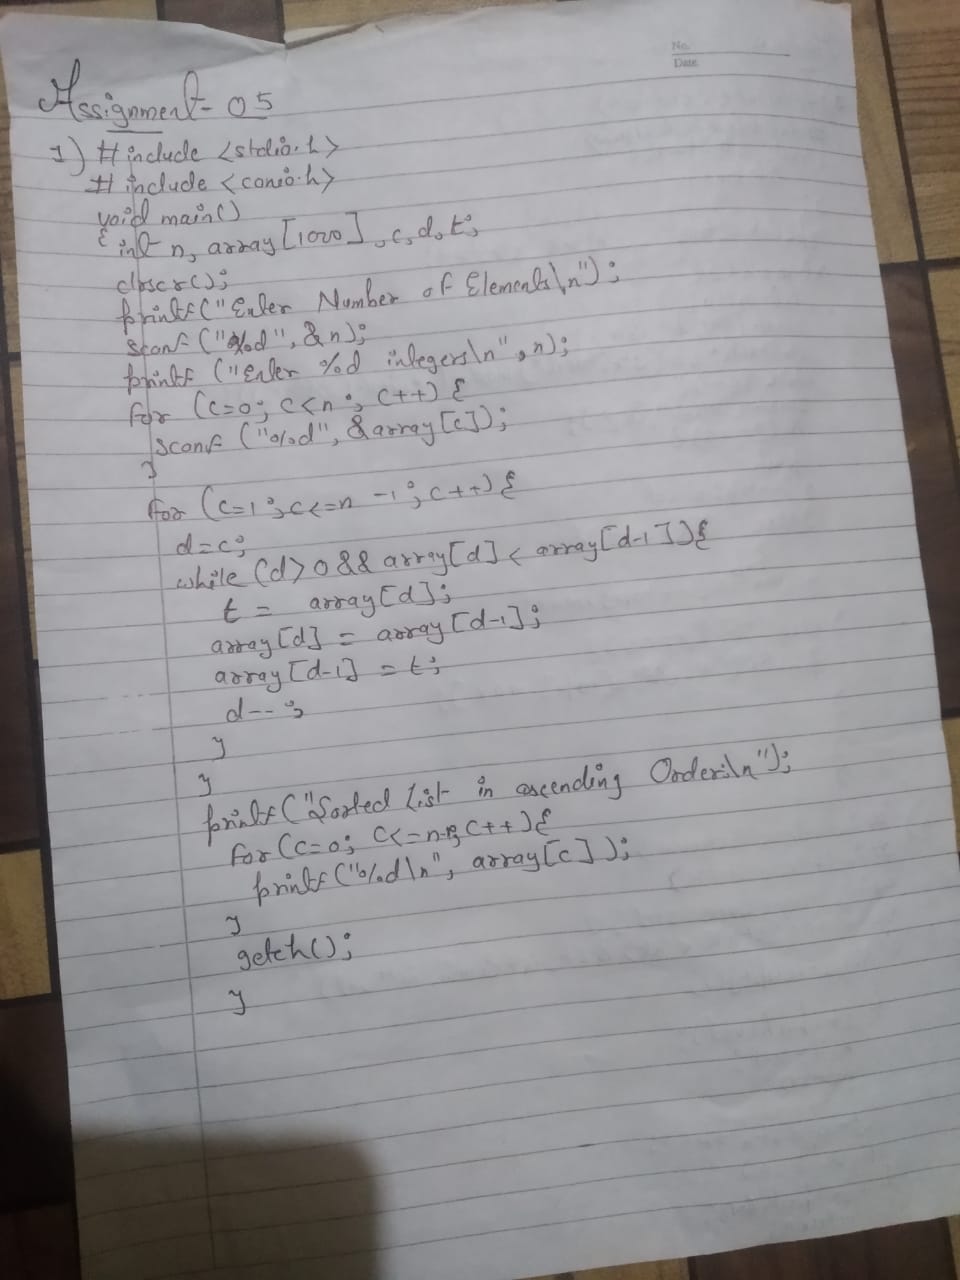 No.
Date
Assignment- 05
1) # include <stdio.h>
# include <conio.h>
void main()
{ int n, array [1000], c, d, t;
clrscr();
printf("Enter Number of Elements\n");
scanf ("%d", &n);
printf ("Enter %d integers\n", n);
for (c=0; c<n; c++) {
scanf ("%d", &array[c]);
}
for (c=1; c<=n -1; c++) {
d=c;
while (d>0 && array[d] < array[d-1]){
t = array[d];
array[d] = array[d-1];
array[d-1] = t;
d--;
}
}
printf("Sorted List in ascending Order:\n");
for (c=0; c<=n-1; c++){
printf ("%d\n", array[c]);
}
getch();
}